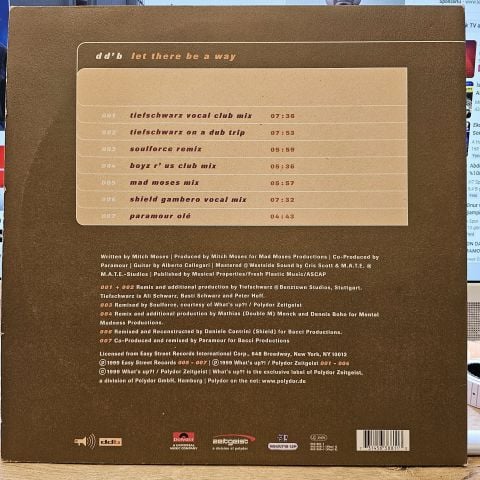 dd'b let there be a way
001 tiefschwarz vocal club mix 07:36
002 tiefschwarz on a dub trip 07:53
003 soulforce remix 05:59
004 boyz r' us club mix 05:36
005 mad moses mix 05:57
006 shield gambero vocal mix 07:32
007 paramour olé 04:43
Written by Mitch Moses | Produced by Mitch Moses for Mad Moses Productions | Co-Produced by
Paramour | Guitar by Alberto Callegari | Mastered @ Westside Sound by Cris Scott & M.A.T.E. @
M.A.T.E.-Studios | Published by Musical Properties/Fresh Plastic Music/ASCAP
001 + 002 Remix and additional production by Tiefschwarz @ Benztown Studios, Stuttgart.
Tiefschwarz is Ali Schwarz, Basti Schwarz and Peter Hoff.
003 Remixed by Soulforce, courtesy of What's up?! / Polydor Zeitgeist
004 Remix and additional production by Mathias (Double M) Menck and Dennis Bohn for Mental
Madness Productions.
006 Remixed and Reconstructed by Daniele Contrini (Shield) for Bacci Productions.
007 Co-Produced and remixed by Paramour for Bacci Productions
Licensed from Easy Street Records International Corp., 648 Broadway, New York, NY 10012
℗ 1999 Easy Street Records 005 - 007 | ℗ 1999 What's up?! / Polydor Zeitgeist 001 - 004
© 1999 What's up?! / Polydor Zeitgeist | What's up?! is the exclusive label of Polydor Zeitgeist,
a division of Polydor GmbH, Hamburg | Polydor on the net: www.polydor.de
ddb
Polydor
A UNIVERSAL
MUSIC COMPANY
zeitgeist
a division of polydor